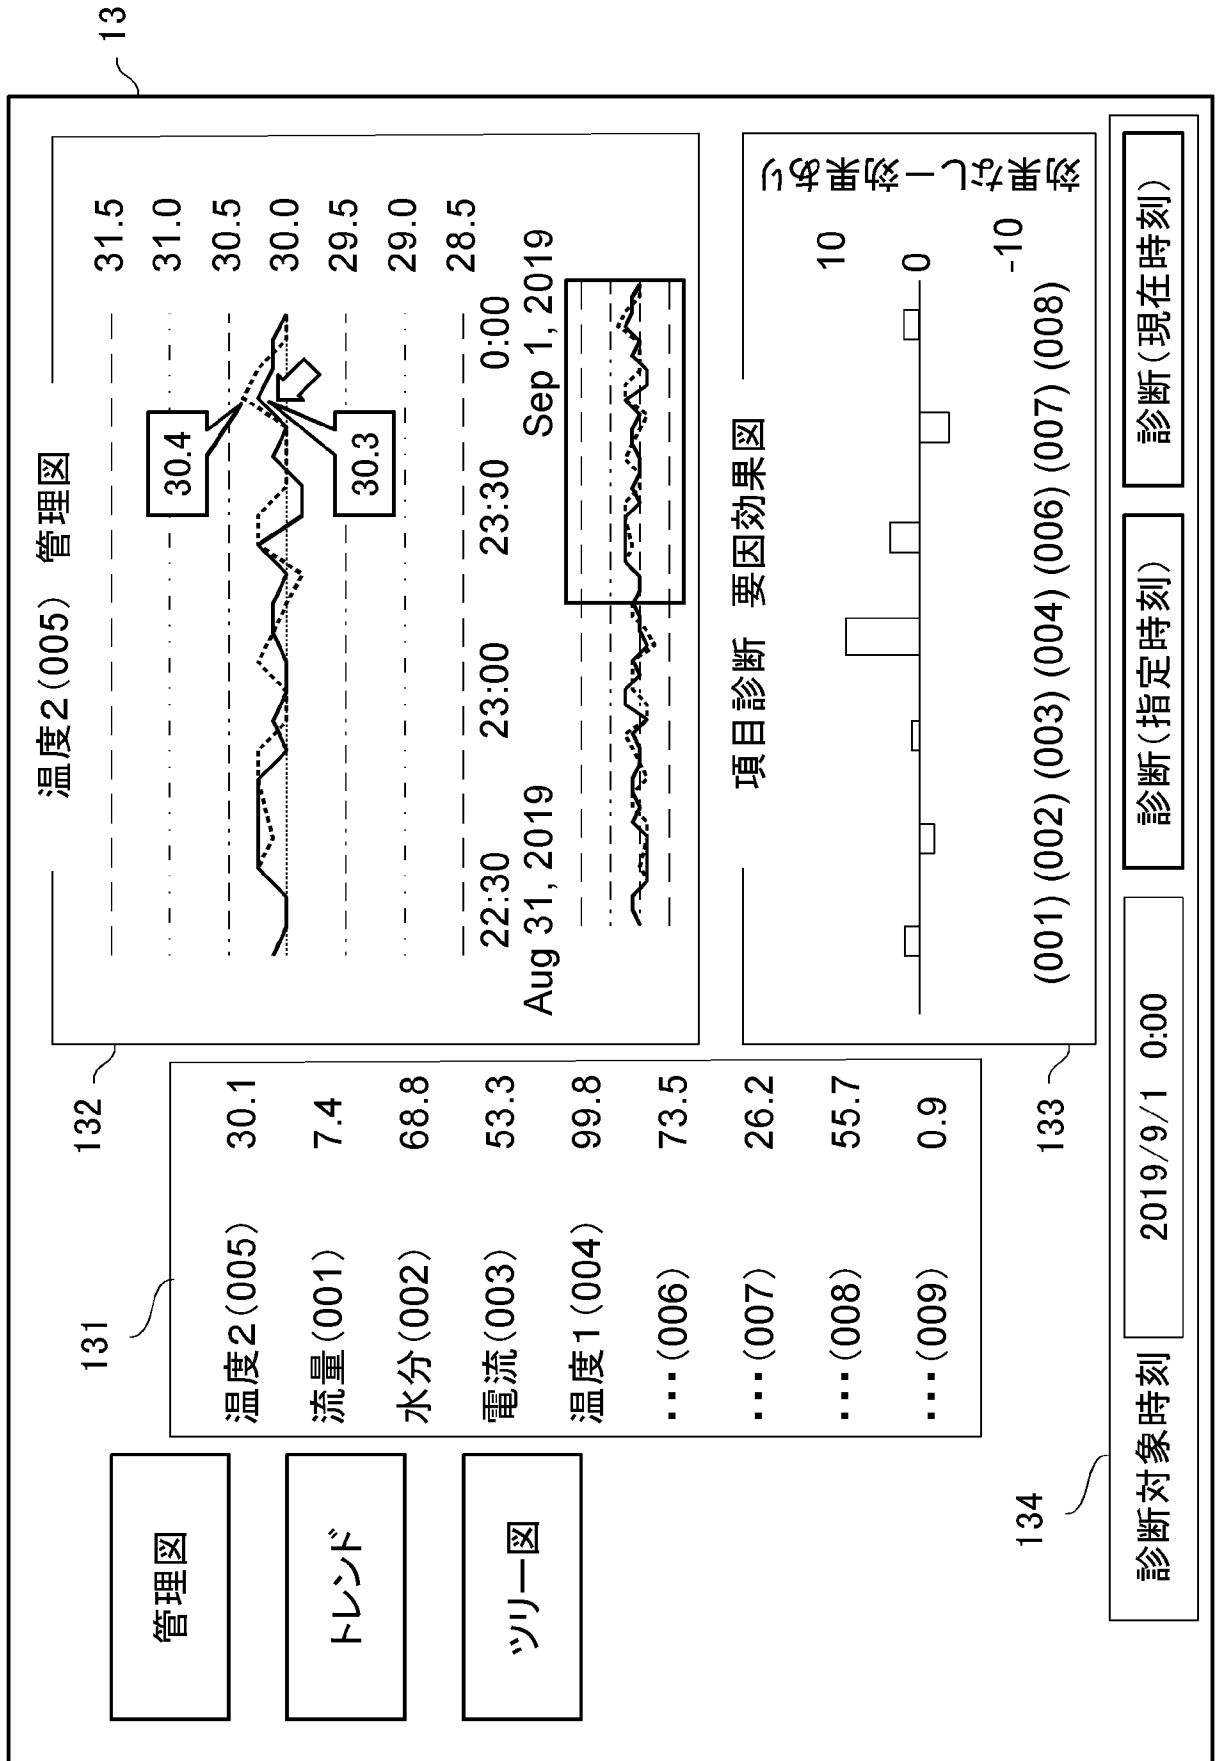 13
管理図
トレンド
ツリー図
131
温度2(005) 30.1
流量(001) 7.4
水分(002) 68.8
電流(003) 53.3
温度1(004) 99.8
･･･(006) 73.5
･･･(007) 26.2
･･･(008) 55.7
･･･(009) 0.9
132
温度2(005) 管理図
31.5
31.0
30.5
30.0
29.5
29.0
28.5
30.4
30.3
22:30 23:00 23:30 0:00
Aug 31, 2019 Sep 1, 2019
133
項目診断 要因効果図
10
0
-10
効果なしー効果あり
(001) (002) (003) (004) (006) (007) (008)
134
診断対象時刻 2019/9/1 0:00 診断(指定時刻) 診断(現在時刻)